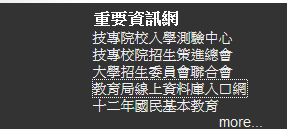 重要資訊網
技專院校入學測驗中心
技專校院招生策進總會
大學招生委員會聯合會
教育局線上資料庫入口網
十二年國民基本教育
more...